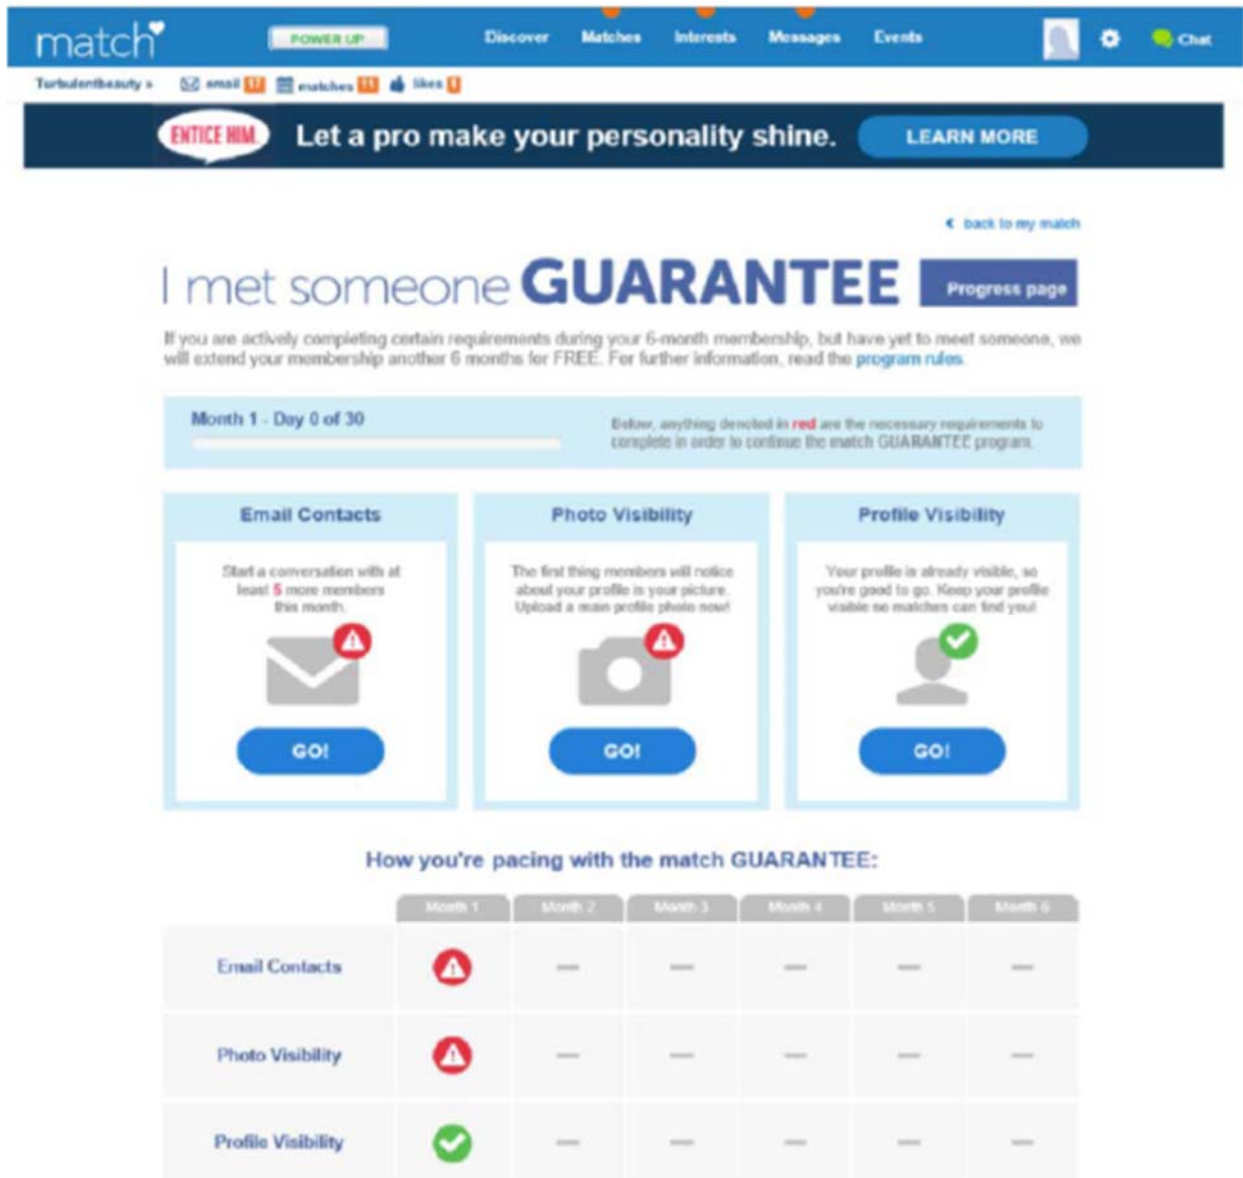 match
POWER UP
Discover Matches Interests Messages Events
Chat
Turbulentbeauty » email 17 matches 11 likes 1
ENTICE HIM. Let a pro make your personality shine. LEARN MORE
back to my match
I met someone GUARANTEE Progress page
If you are actively completing certain requirements during your 6-month membership, but have yet to meet someone, we
will extend your membership another 6 months for FREE. For further information, read the program rules.
Month 1 - Day 0 of 30
Below, anything denoted in red are the necessary requirements to
complete in order to continue the match GUARANTEE program.
Email Contacts
Start a conversation with at
least 5 more members
this month.
GO!
Photo Visibility
The first thing members will notice
about your profile is your picture.
Upload a main profile photo now!
GO!
Profile Visibility
Your profile is already visible, so
you're good to go. Keep your profile
visible so matches can find you!
GO!
How you're pacing with the match GUARANTEE:
Month 1 Month 2 Month 3 Month 4 Month 5 Month 6
Email Contacts
Photo Visibility
Profile Visibility